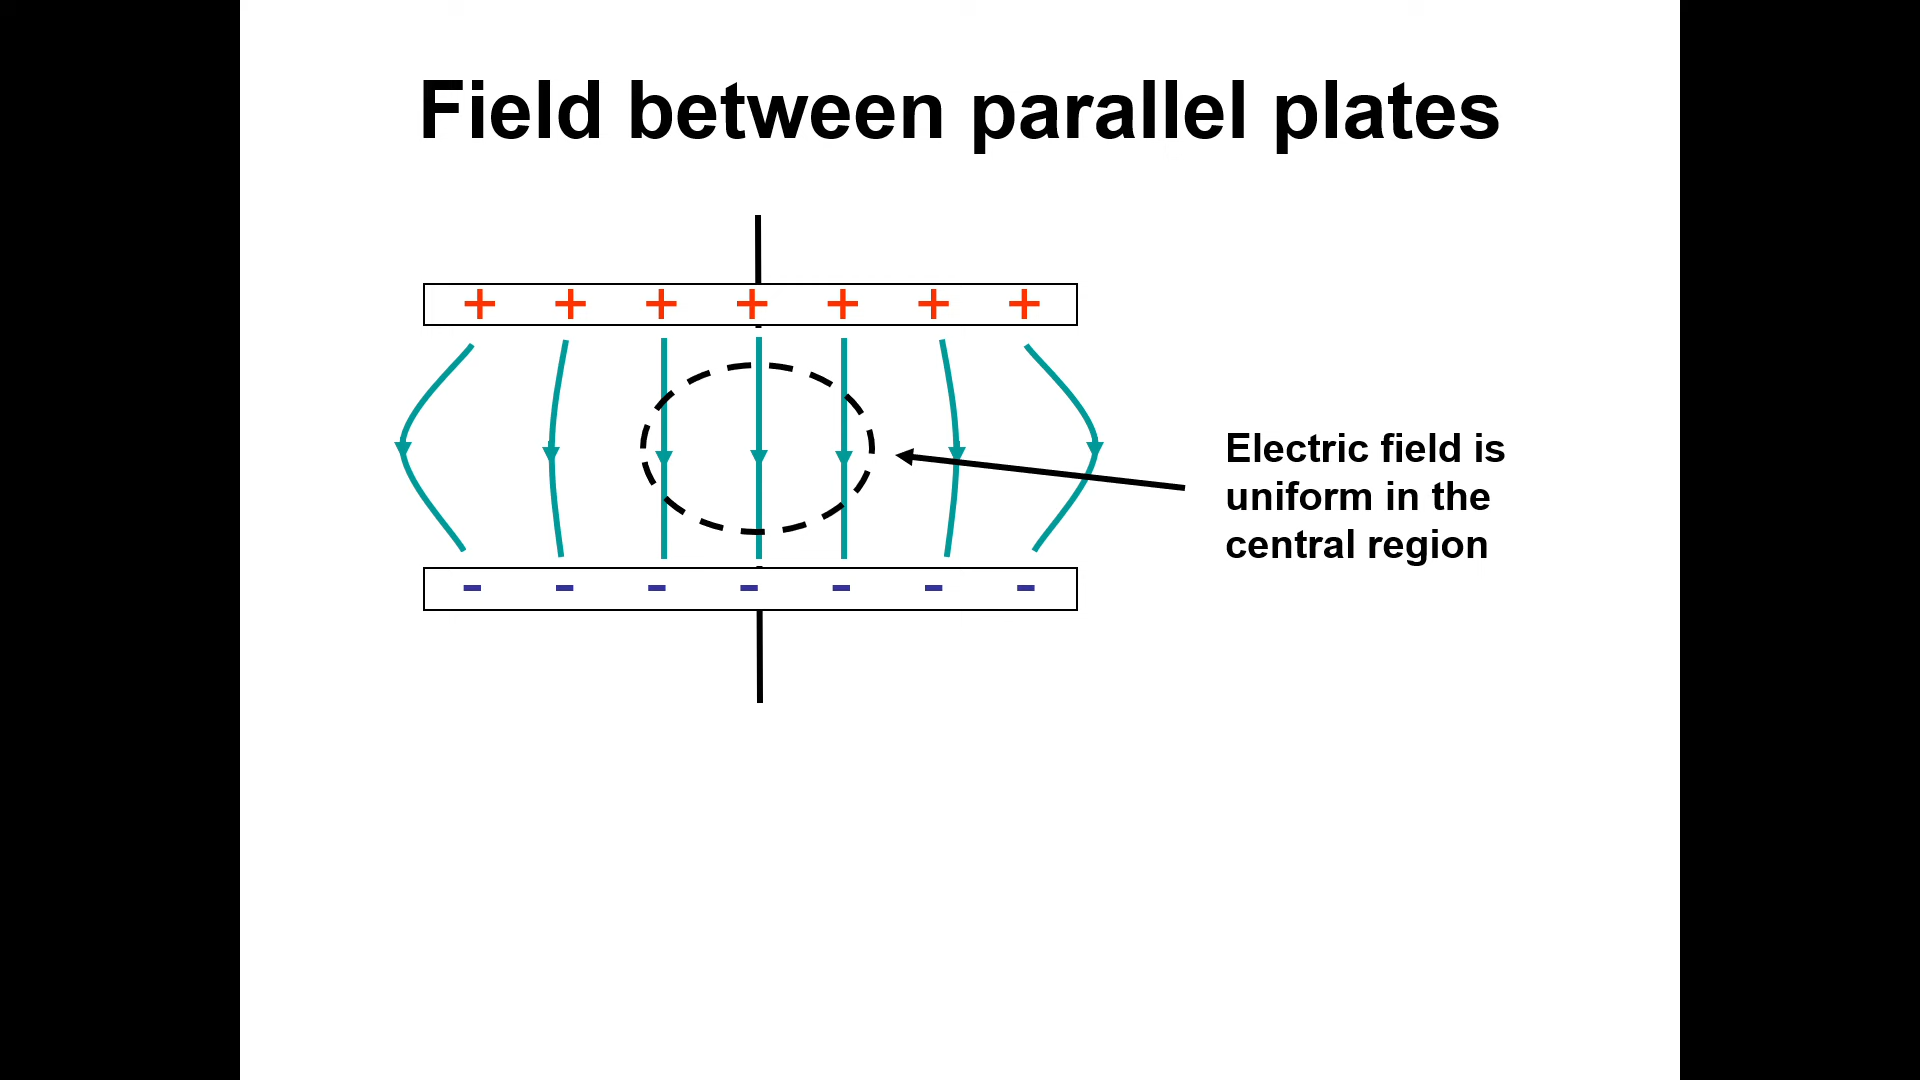 Field between parallel plates
+ + + + + + +
- - - - - - -
Electric field is
uniform in the
central region